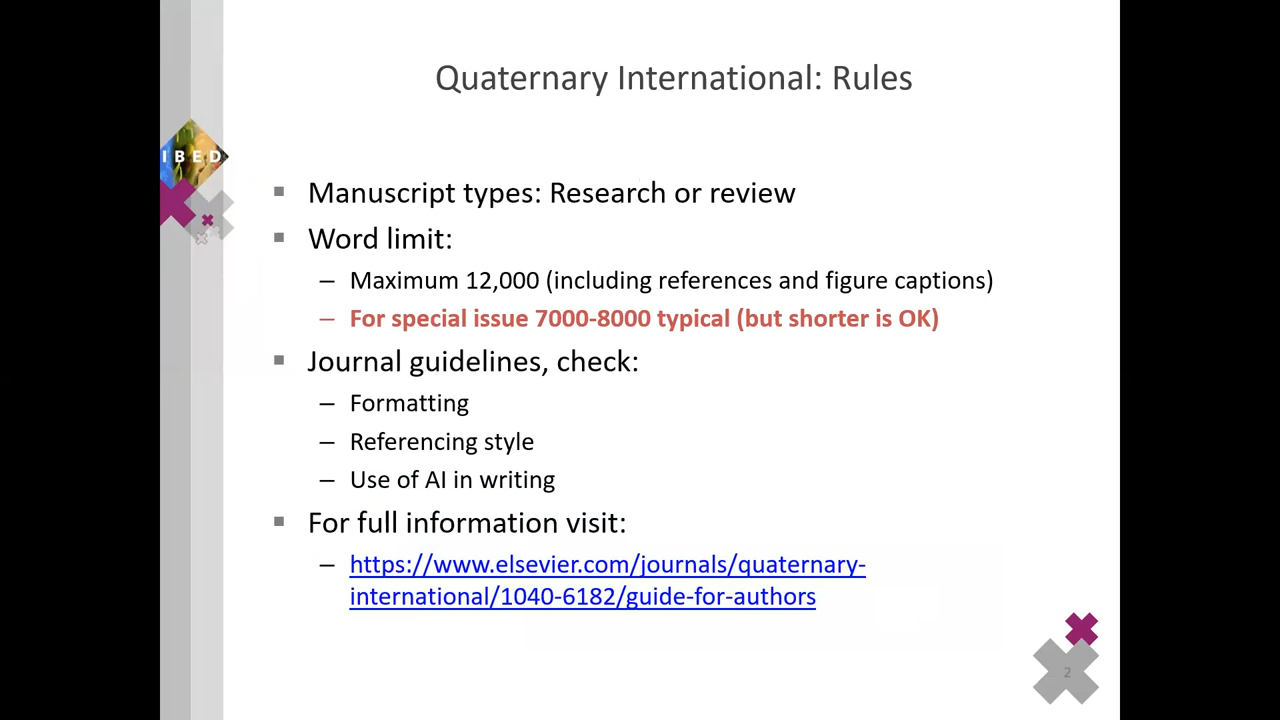 Quaternary International: Rules
IBED
▪ Manuscript types: Research or review
▪ Word limit:
– Maximum 12,000 (including references and figure captions)
– For special issue 7000-8000 typical (but shorter is OK)
▪ Journal guidelines, check:
– Formatting
– Referencing style
– Use of AI in writing
▪ For full information visit:
– https://www.elsevier.com/journals/quaternary-
international/1040-6182/guide-for-authors
2